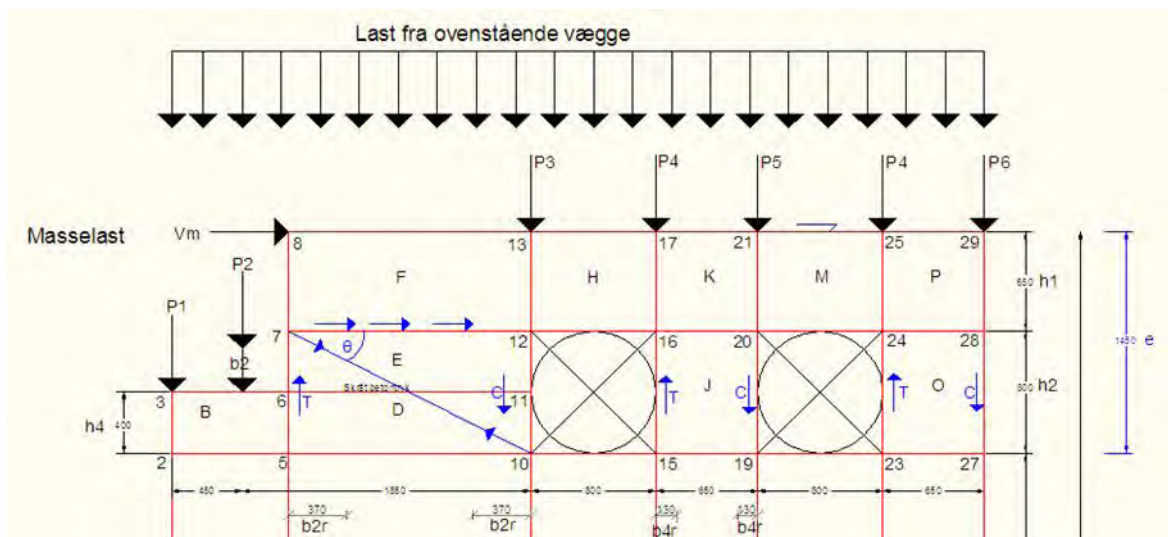 Last fra ovenstående vægge
P3
P4
P5
P4
P6
Masselast
Vm
8
13
17
21
25
29
P2
F
H
K
M
P
650
h1
P1
7
12
16
20
24
28
1450
e
θ
E
b2
3
6
11
T
C
T
J
C
T
O
C
800
h2
B
D
h4
400
2
5
10
15
19
23
27
450
800
650
800
650
370
370
b2r
b2r
b4r
b4r